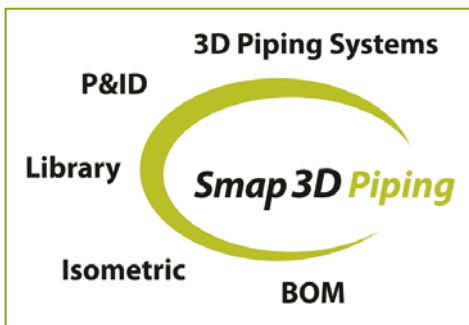 3D Piping Systems
P&ID
Library
Smap 3D Piping
Isometric
BOM